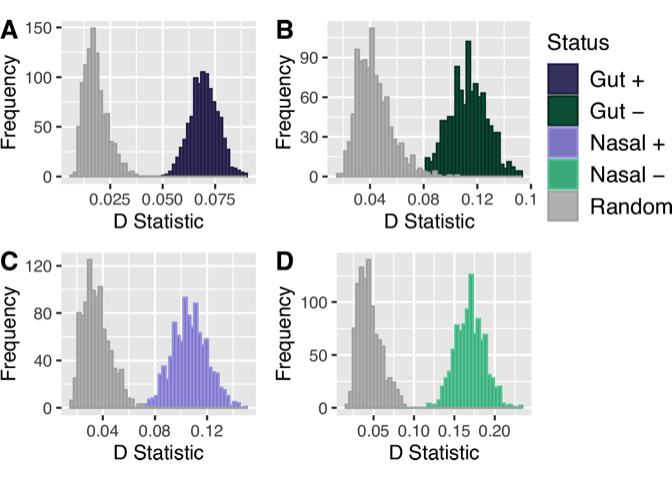 A
B
Frequency
150
100
50
0
0.025 0.050 0.075
D Statistic
Frequency
90
60
30
0
0.04 0.08 0.12 0.1
D Statistic
Status
Gut +
Gut −
Nasal +
Nasal −
Random
C
D
Frequency
120
80
40
0
0.04 0.08 0.12
D Statistic
Frequency
100
50
0
0.05 0.10 0.15 0.20
D Statistic